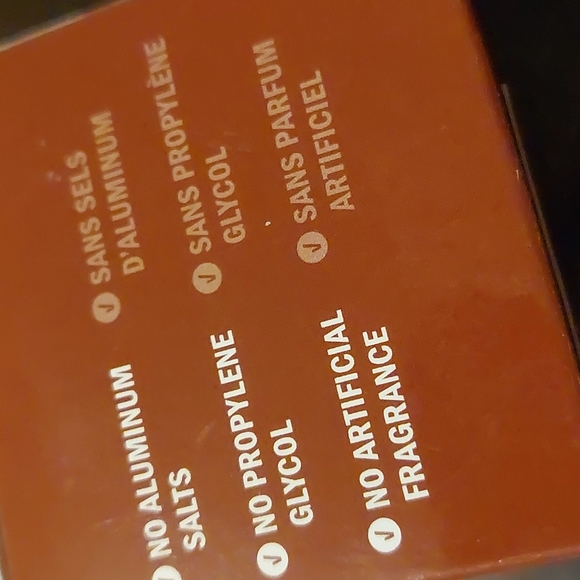 NO ALUMINUM
SALTS
NO PROPYLENE
GLYCOL
NO ARTIFICIAL
FRAGRANCE
SANS SELS
D'ALUMINUM
SANS PROPYLÈNE
GLYCOL
SANS PARFUM
ARTIFICIEL